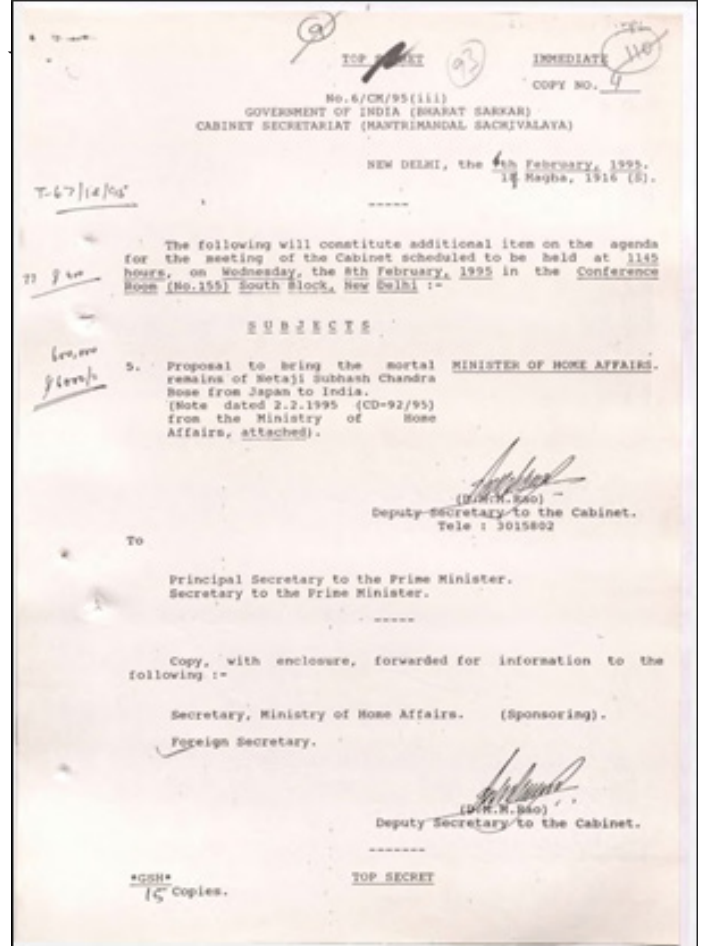 9
TOP SECRET
93
IMMEDIATE
110
COPY NO. 4
No.6/CM/95(iii)
GOVERNMENT OF INDIA (BHARAT SARKAR)
CABINET SECRETARIAT (MANTRIMANDAL SACHIVALAYA)
NEW DELHI, the 6th February, 1995.
Magha, 1916 (S).
-----
The following will constitute additional item on the agenda
for the meeting of the Cabinet scheduled to be held at 1145
hours, on Wednesday, the 8th February, 1995 in the Conference
Room (No.155) South Block, New Delhi :-
S U B J E C T S
5. Proposal to bring the mortal MINISTER OF HOME AFFAIRS.
remains of Netaji Subhash Chandra
Bose from Japan to India.
(Note dated 2.2.1995 (CD-92/95)
from the Ministry of Home
Affairs, attached).
(D.M.M.Rao)
Deputy Secretary to the Cabinet.
Tele : 3015802
To
Principal Secretary to the Prime Minister.
Secretary to the Prime Minister.
-----
Copy, with enclosure, forwarded for information to the
following :-
Secretary, Ministry of Home Affairs. (Sponsoring).
Foreign Secretary.
(D.M.M.Rao)
Deputy Secretary to the Cabinet.
-------
*GSH*
15 Copies.
TOP SECRET